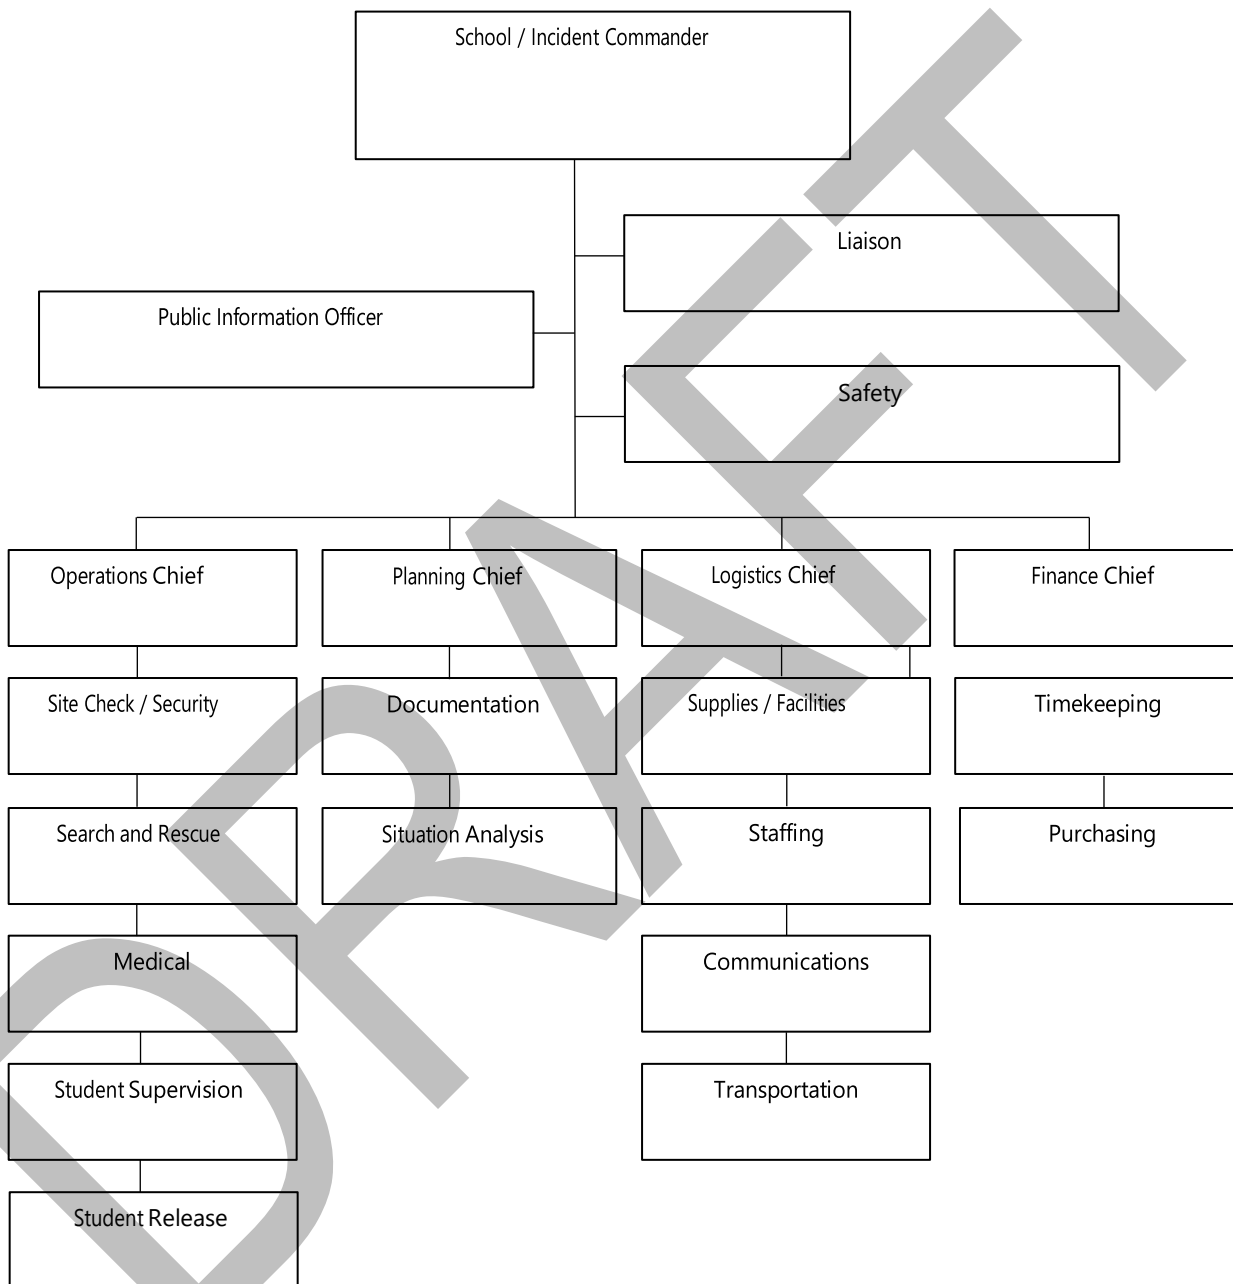 School / Incident Commander
Liaison
Public Information Officer
Safety
Operations Chief
Planning Chief
Logistics Chief
Finance Chief
Site Check / Security
Documentation
Supplies / Facilities
Timekeeping
Search and Rescue
Situation Analysis
Staffing
Purchasing
Medical
Communications
Student Supervision
Transportation
Student Release
DRAFT